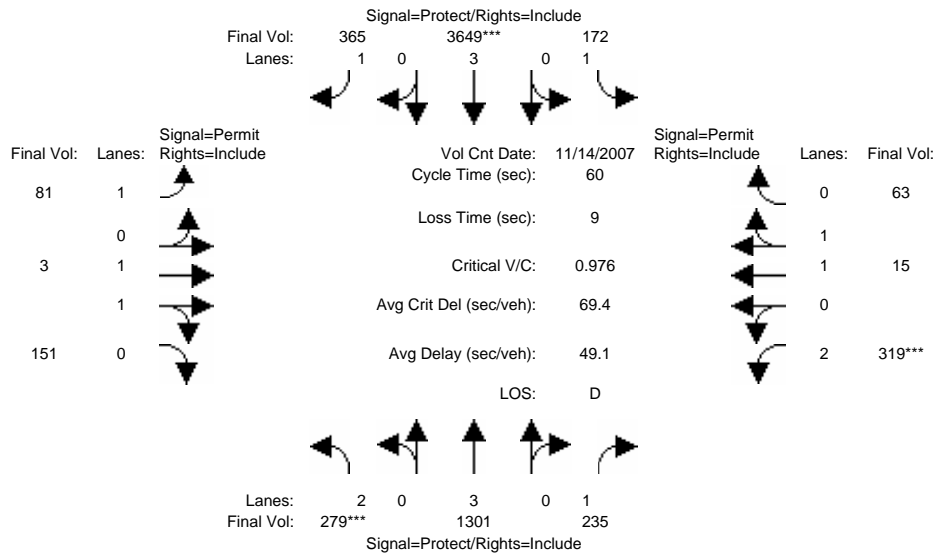 Signal=Protect/Rights=Include
Final Vol: 365 3649*** 172
Lanes: 1 0 3 0 1
Signal=Permit Signal=Permit
Final Vol: Lanes: Rights=Include Vol Cnt Date: 11/14/2007 Rights=Include Lanes: Final Vol:
Cycle Time (sec): 60
81 1 0 63
Loss Time (sec): 9
0 1
3 1 Critical V/C: 0.976 1 15
1 Avg Crit Del (sec/veh): 69.4 0
151 0 Avg Delay (sec/veh): 49.1 2 319***
LOS: D
Lanes: 2 0 3 0 1
Final Vol: 279*** 1301 235
Signal=Protect/Rights=Include